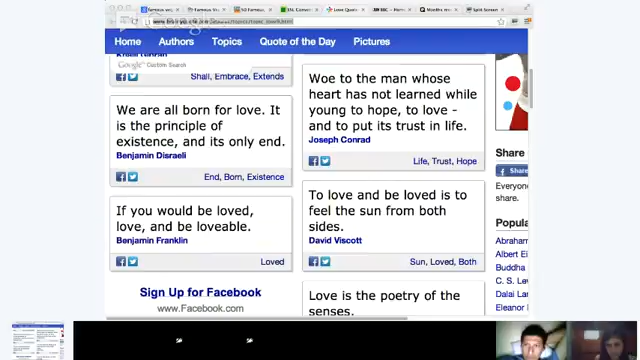 Home Authors Topics Quote of the Day Pictures
Google™ Custom Search
Shall, Embrace, Extends
We are all born for love. It
is the principle of
existence, and its only end.
Benjamin Disraeli
End, Born, Existence
If you would be loved,
love, and be loveable.
Benjamin Franklin
Loved
Sign Up for Facebook
www.Facebook.com
Woe to the man whose
heart has not learned while
young to hope, to love -
and to put its trust in life.
Joseph Conrad
Life, Trust, Hope
To love and be loved is to
feel the sun from both
sides.
David Viscott
Sun, Loved, Both
Love is the poetry of the
senses.
Share
Share
Everyone
share.
Popula
Abraham
Albert Ei
Buddha
C. S. Lew
Dalai Lar
Eleanor